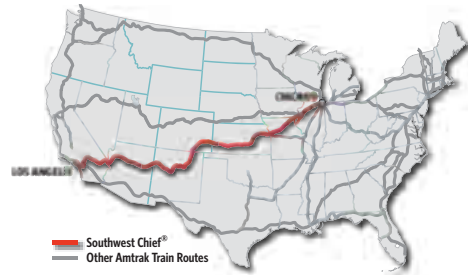 CHICAGO
LOS ANGELES
Southwest Chief®
Other Amtrak Train Routes